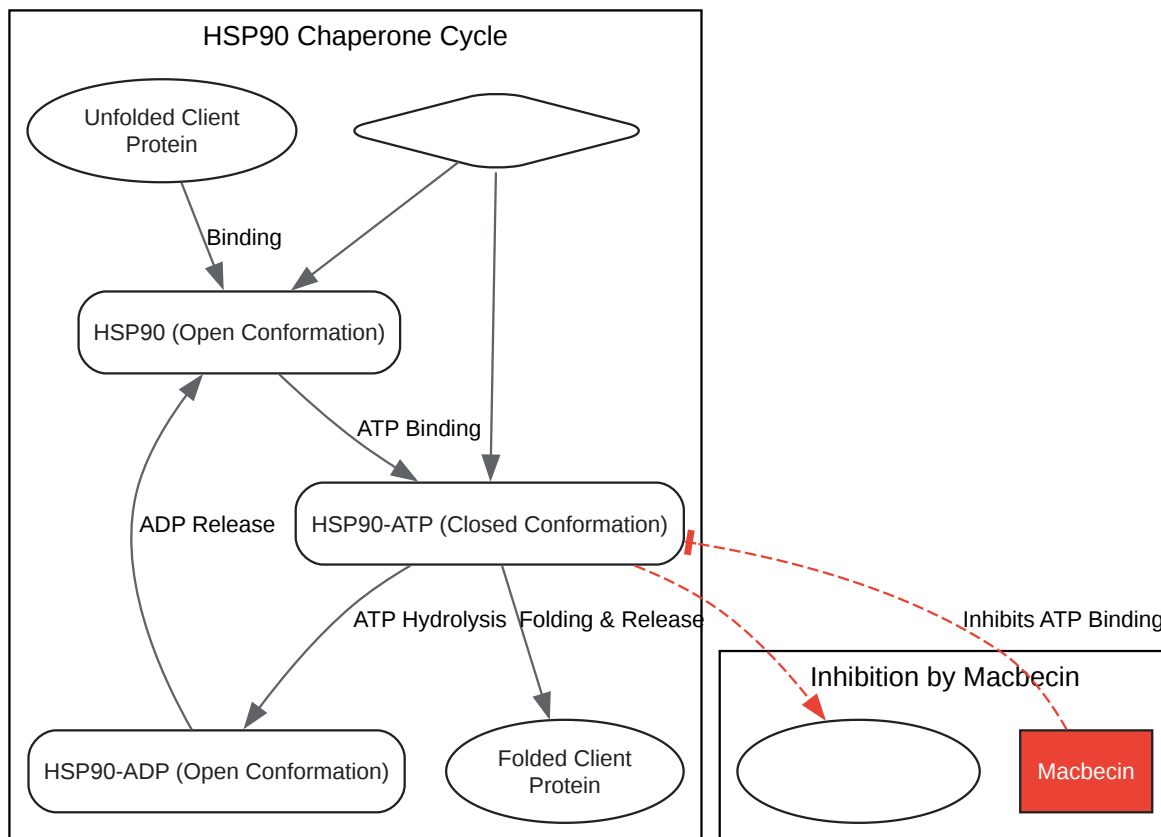 HSP90 Chaperone Cycle
Unfolded Client
Protein
Binding
HSP90 (Open Conformation)
ATP Binding
ADP Release
HSP90-ATP (Closed Conformation)
ATP Hydrolysis
Folding & Release
Inhibits ATP Binding
Inhibition by Macbecin
HSP90-ADP (Open Conformation)
Folded Client
Protein
Macbecin